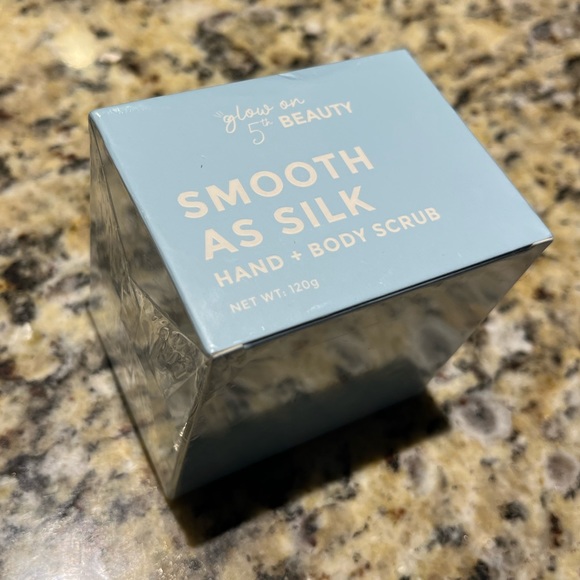 glow on
5th BEAUTY
SMOOTH
AS SILK
HAND + BODY SCRUB
NET WT: 120g